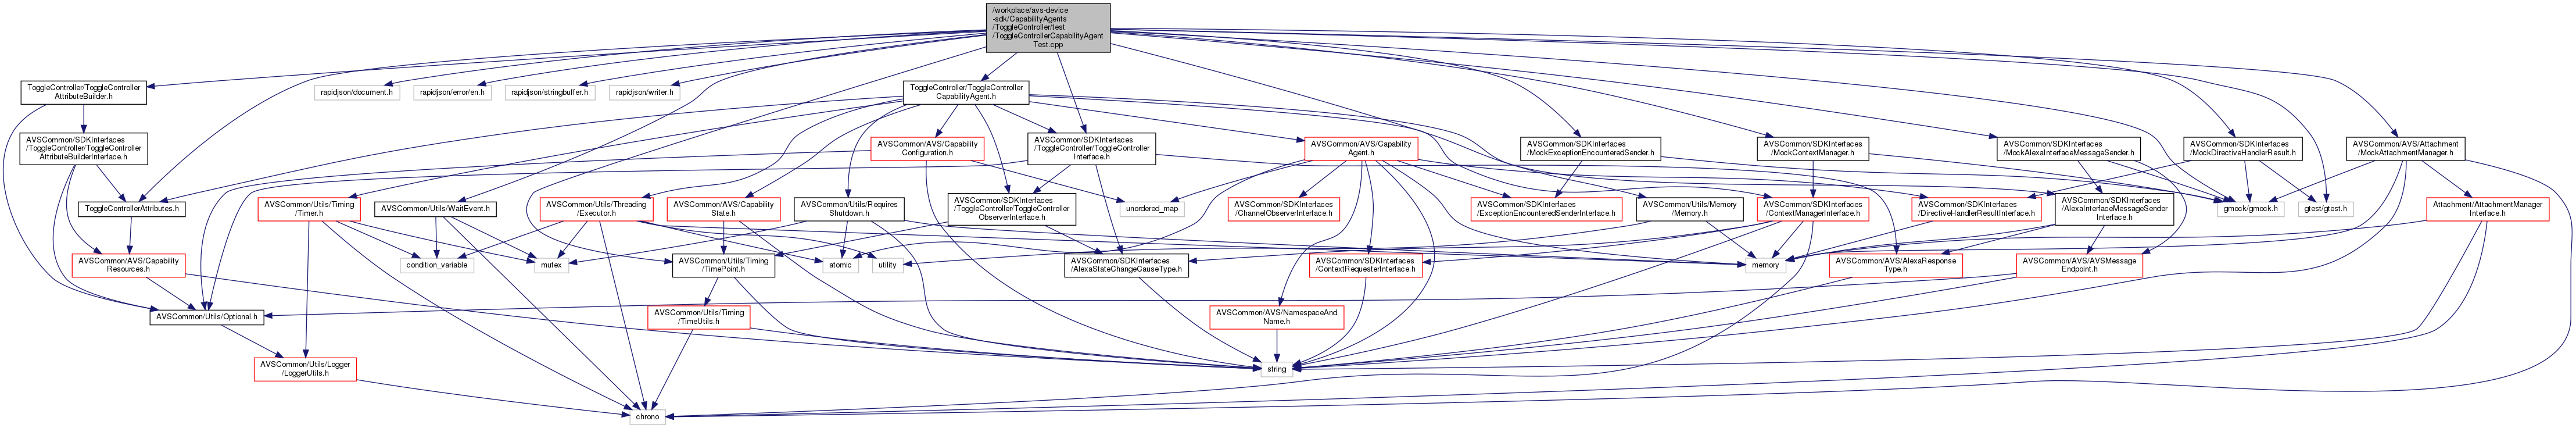 /workplace/avs-device
-sdk/CapabilityAgents
/ToggleController/test
/ToggleControllerCapabilityAgent
Test.cpp
ToggleController/ToggleController
AttributeBuilder.h
rapidjson/document.h
rapidjson/error/en.h
rapidjson/stringbuffer.h
rapidjson/writer.h
ToggleController/ToggleController
CapabilityAgent.h
AVSCommon/SDKInterfaces
/ToggleController/ToggleController
AttributeBuilderInterface.h
AVSCommon/AVS/Capability
Configuration.h
AVSCommon/SDKInterfaces
/ToggleController/ToggleController
Interface.h
AVSCommon/AVS/Capability
Agent.h
AVSCommon/SDKInterfaces
/MockExceptionEncounteredSender.h
AVSCommon/SDKInterfaces
/MockContextManager.h
AVSCommon/SDKInterfaces
/MockAlexaInterfaceMessageSender.h
AVSCommon/SDKInterfaces
/MockDirectiveHandlerResult.h
AVSCommon/AVS/Attachment
/MockAttachmentManager.h
ToggleControllerAttributes.h
AVSCommon/Utils/Timing
/Timer.h
AVSCommon/Utils/WaitEvent.h
AVSCommon/Utils/Threading
/Executor.h
AVSCommon/AVS/Capability
State.h
AVSCommon/Utils/Requires
Shutdown.h
AVSCommon/SDKInterfaces
/ToggleController/ToggleController
ObserverInterface.h
unordered_map
AVSCommon/SDKInterfaces
/ChannelObserverInterface.h
AVSCommon/SDKInterfaces
/ExceptionEncounteredSenderInterface.h
AVSCommon/Utils/Memory
/Memory.h
AVSCommon/SDKInterfaces
/ContextManagerInterface.h
AVSCommon/SDKInterfaces
/DirectiveHandlerResultInterface.h
AVSCommon/SDKInterfaces
/AlexaInterfaceMessageSender
Interface.h
gmock/gmock.h
gtest/gtest.h
Attachment/AttachmentManager
Interface.h
AVSCommon/AVS/Capability
Resources.h
condition_variable
mutex
AVSCommon/Utils/Timing
/TimePoint.h
atomic
utility
AVSCommon/SDKInterfaces
/AlexaStateChangeCauseType.h
AVSCommon/SDKInterfaces
/ContextRequesterInterface.h
memory
AVSCommon/AVS/AlexaResponse
Type.h
AVSCommon/AVS/AVSMessage
Endpoint.h
AVSCommon/Utils/Optional.h
AVSCommon/Utils/Timing
/TimeUtils.h
AVSCommon/AVS/NamespaceAnd
Name.h
AVSCommon/Utils/Logger
/LoggerUtils.h
string
chrono